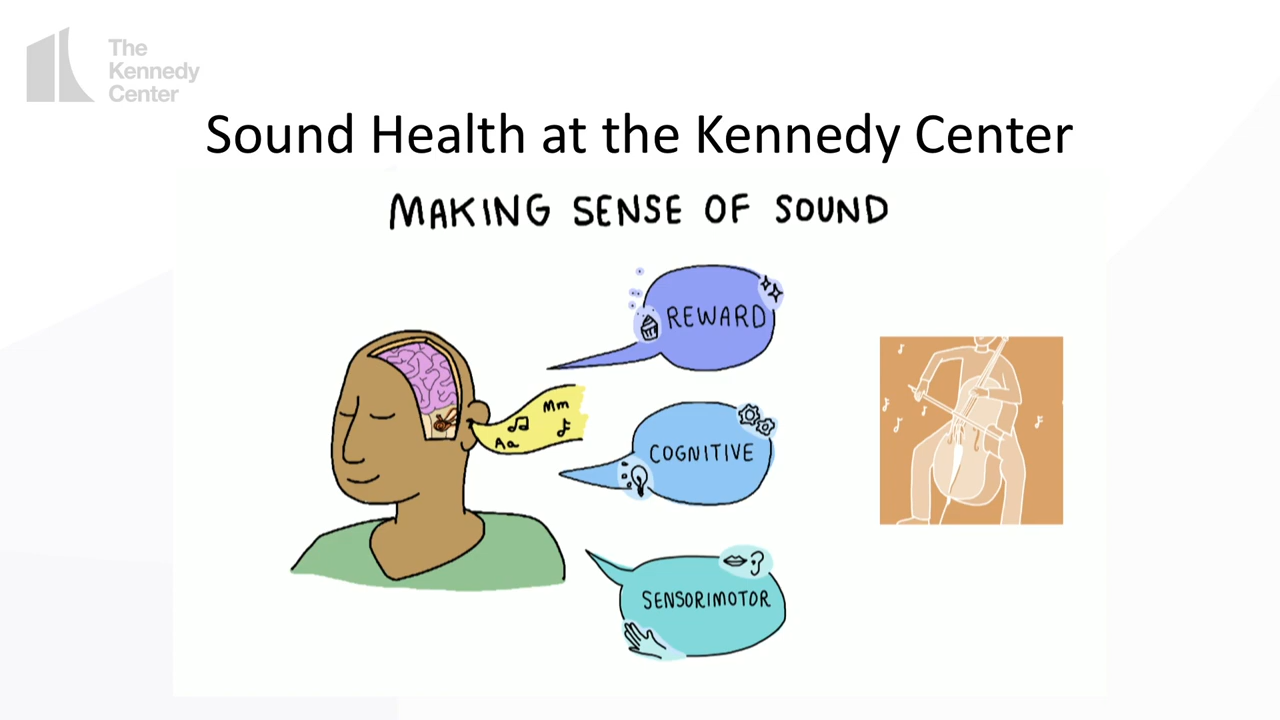 The
Kennedy
Center
Sound Health at the Kennedy Center
MAKING SENSE OF SOUND
REWARD
Mm
Aa
COGNITIVE
SENSORIMOTOR